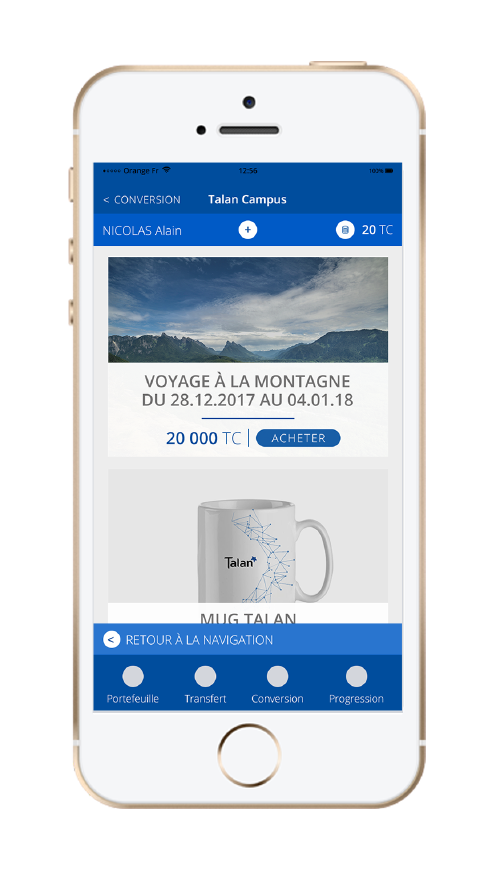 Orange Fr 12:56 100%
< CONVERSION Talan Campus
NICOLAS Alain + 20 TC
VOYAGE À LA MONTAGNE
DU 28.12.2017 AU 04.01.18
20 000 TC | ACHETER
Talan
MUG TALAN
< RETOUR À LA NAVIGATION
Portefeuille Transfert Conversion Progression